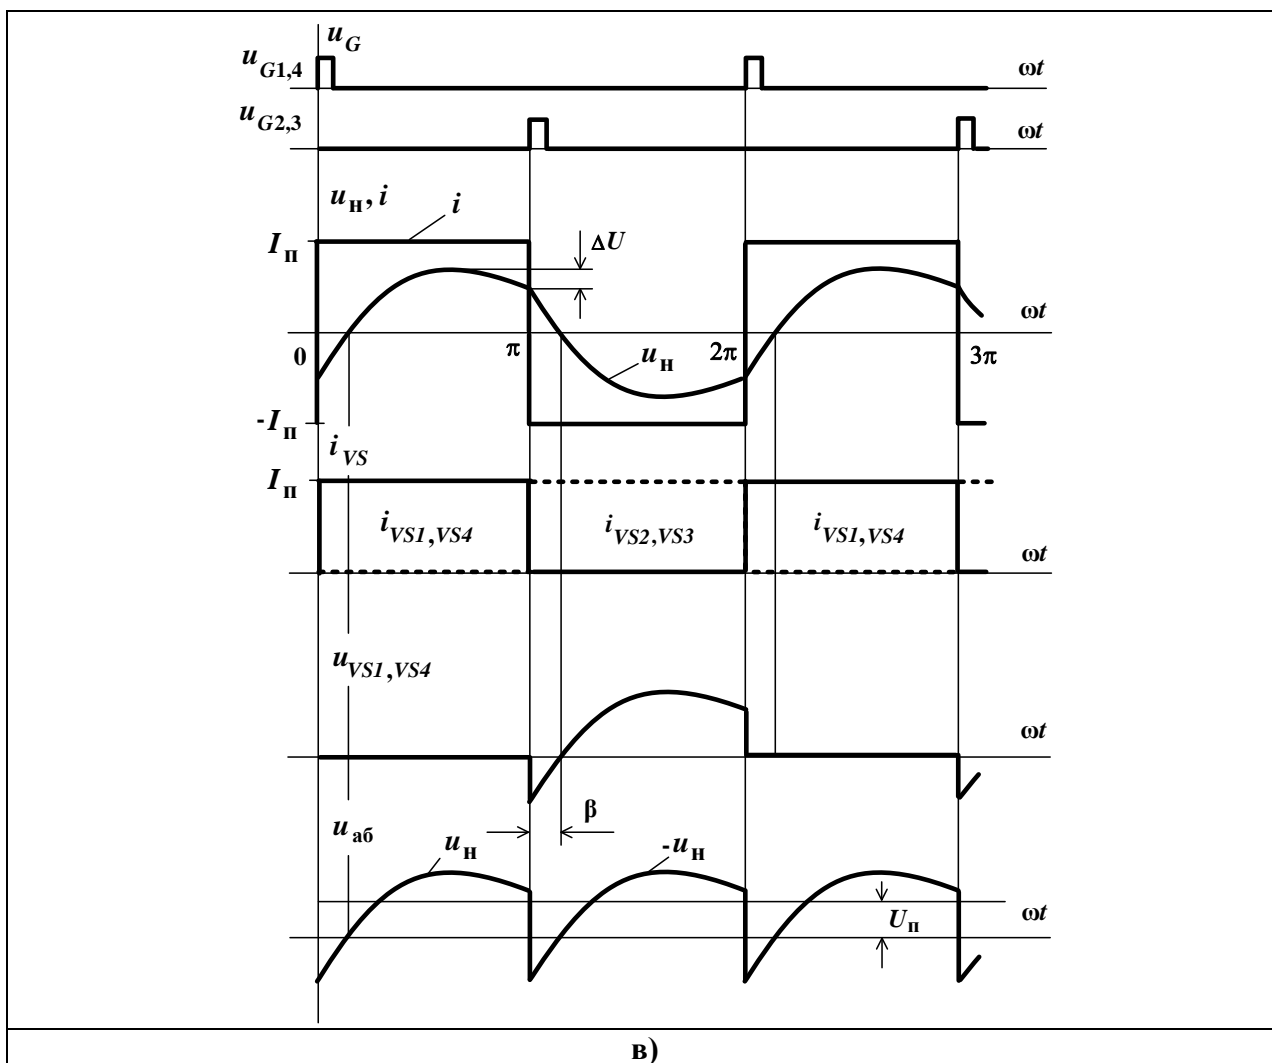 u_G
u_G1,4
ωt
u_G2,3
ωt
u_н, i
i
I_п
ΔU
ωt
0
π
u_н
2π
3π
-I_п
i_VS
I_п
i_VS1,VS4
i_VS2,VS3
i_VS1,VS4
ωt
u_VS1,VS4
ωt
β
u_аб
u_н
-u_н
ωt
U_п
в)